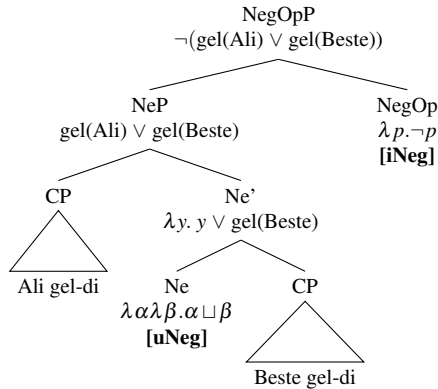 NegOpP
¬(gel(Ali) ∨ gel(Beste))
NeP NegOp
gel(Ali) ∨ gel(Beste) λp.¬p
[iNeg]
CP Ne'
λy. y ∨ gel(Beste)
Ali gel-di Ne CP
λαλβ.α⊔β
[uNeg]
Beste gel-di